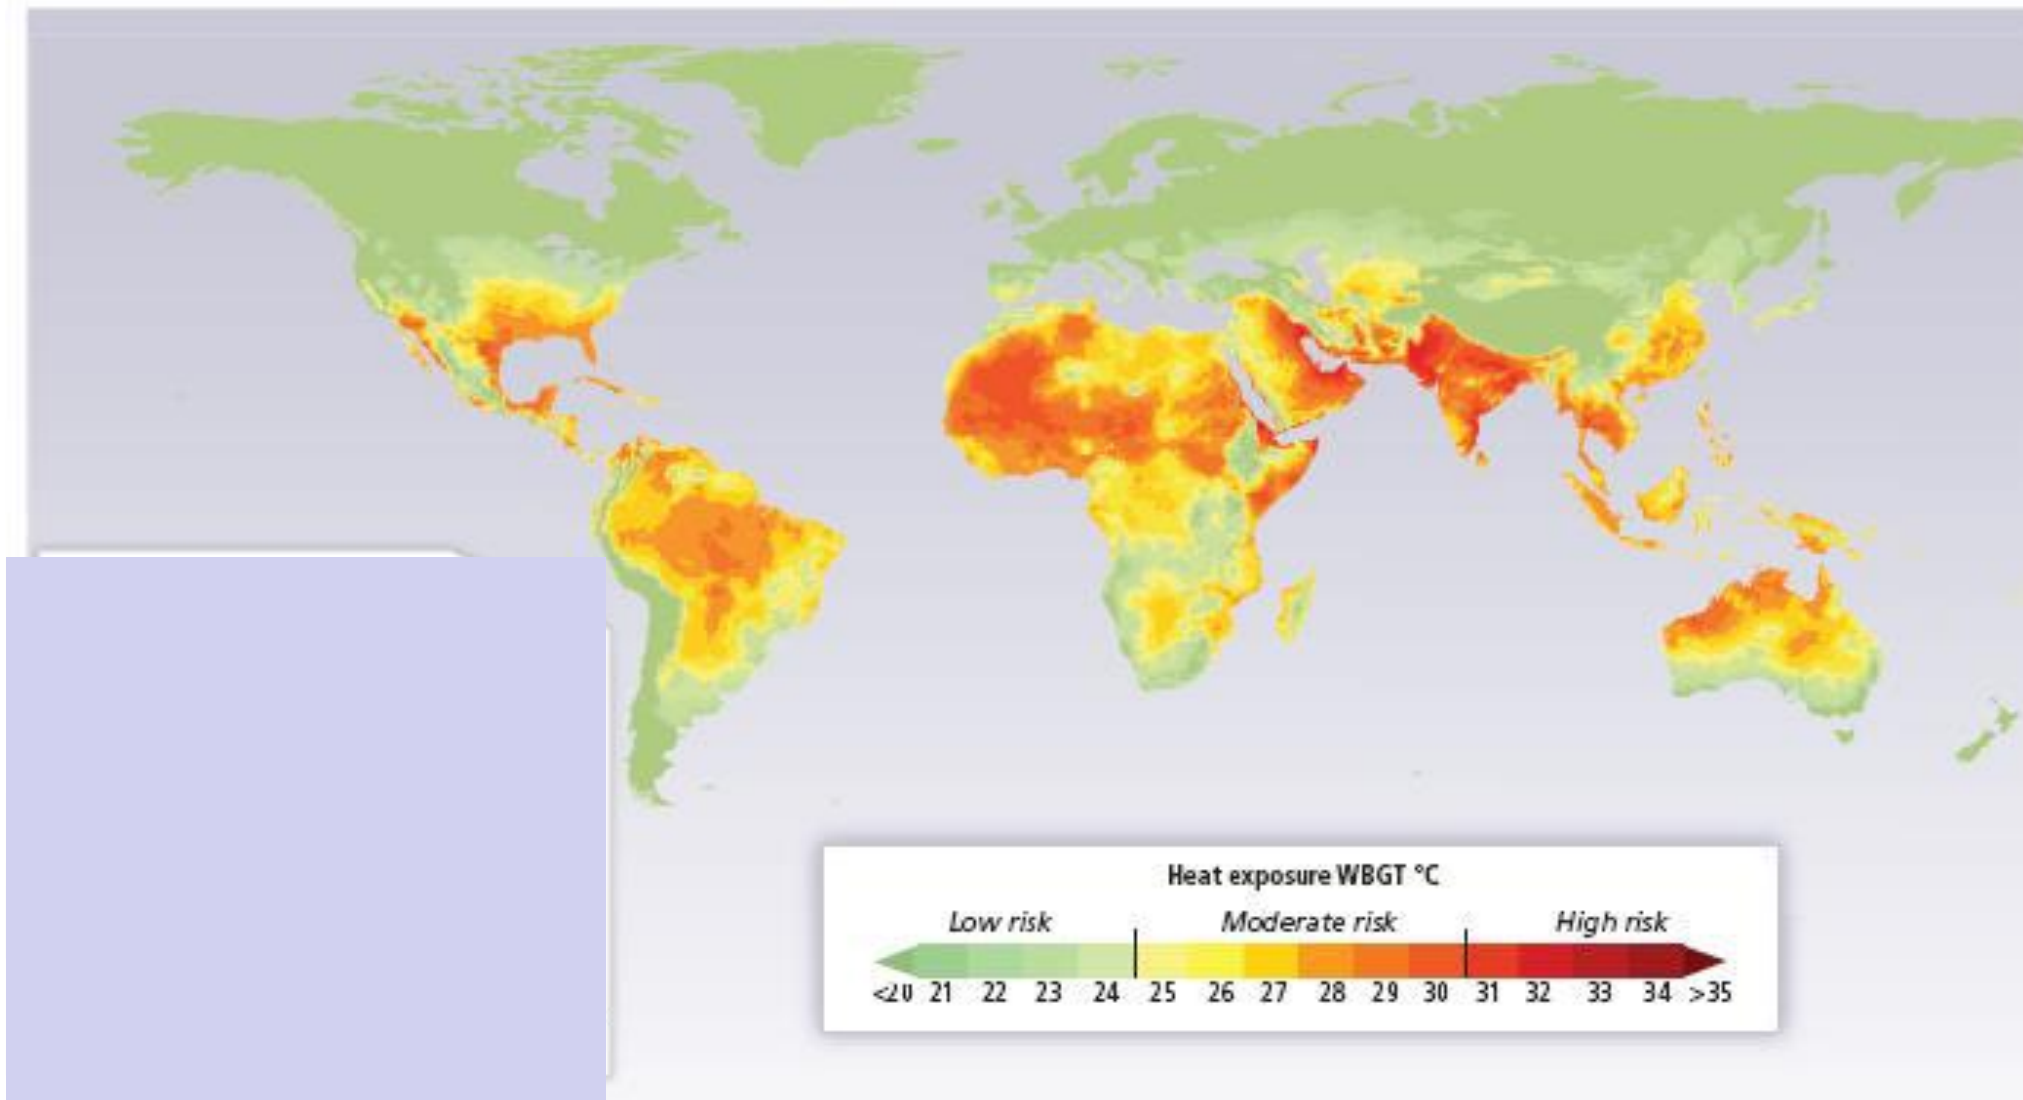 Heat exposure WBGT °C
Low risk Moderate risk High risk
<20 21 22 23 24 25 26 27 28 29 30 31 32 33 34 >35